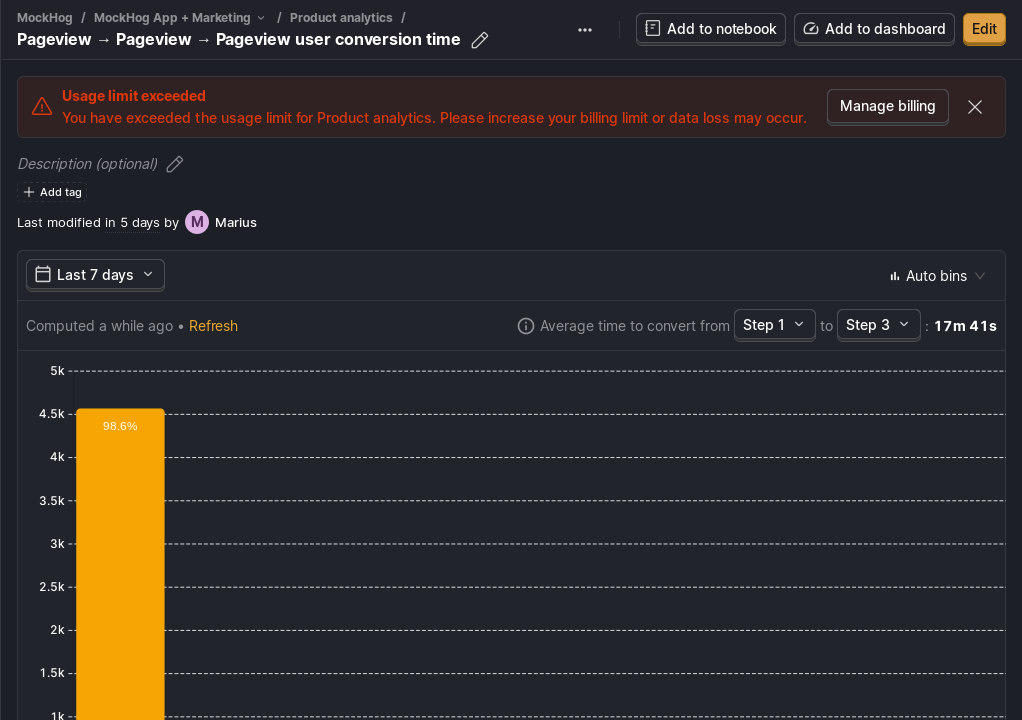 MockHog / MockHog App + Marketing / Product analytics /
Pageview → Pageview → Pageview user conversion time
Add to notebook
Add to dashboard
Edit
Usage limit exceeded
You have exceeded the usage limit for Product analytics. Please increase your billing limit or data loss may occur.
Manage billing
Description (optional)
Add tag
Last modified in 5 days by M Marius
Last 7 days
Auto bins
Computed a while ago • Refresh
Average time to convert from Step 1 to Step 3 : 17m 41s
5k
4.5k
98.6%
4k
3.5k
3k
2.5k
2k
1.5k
1k